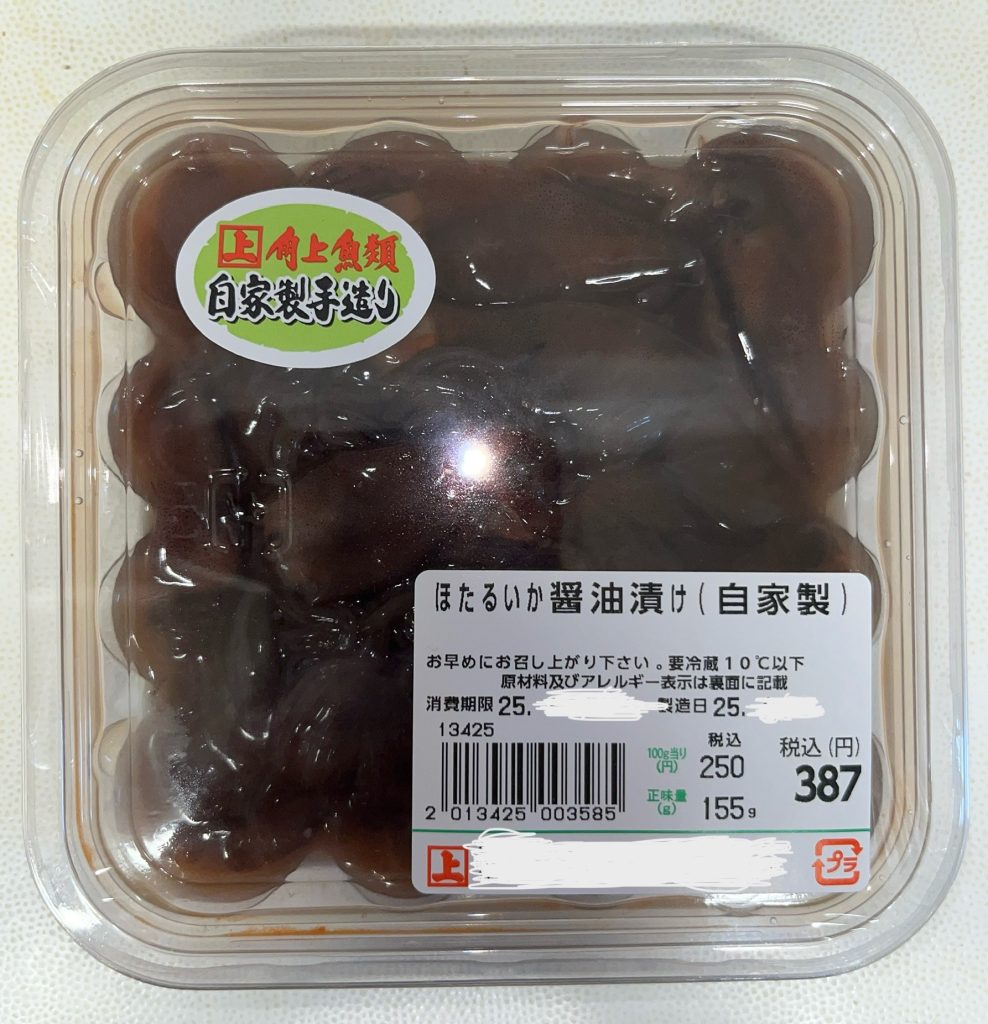 上 角上魚類
自家製手造り
ほたるいか醤油漬け(自家製)
お早めにお召し上がり下さい。要冷蔵10℃以下
原材料及びアレルギー表示は裏面に記載
消費期限 25. 製造日 25.
13425
2 013425 003585
100g当り(円) 税込 250
正味量(g) 155g
税込(円)
387
上
プラ